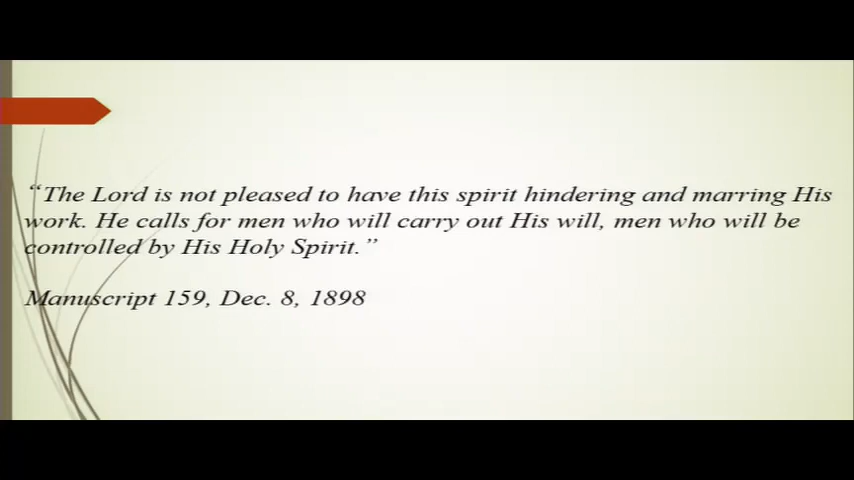 “The Lord is not pleased to have this spirit hindering and marring His
work. He calls for men who will carry out His will, men who will be
controlled by His Holy Spirit.”
Manuscript 159, Dec. 8, 1898